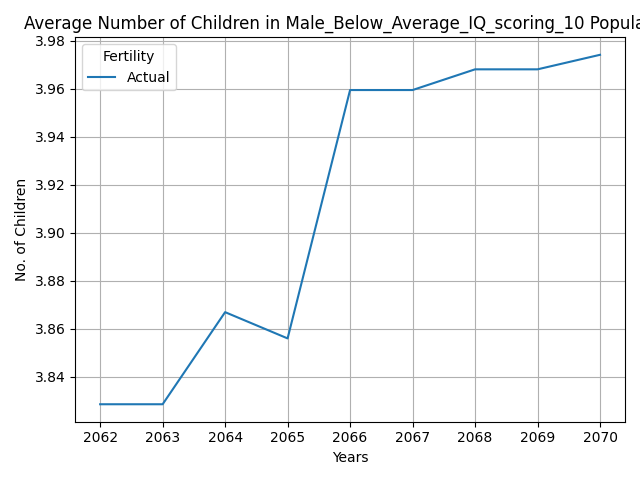 Average Number of Children in Male_Below_Average_IQ_scoring_10 Popula
Fertility
Actual
3.98
3.96
3.94
3.92
3.90
3.88
3.86
3.84
No. of Children
2062 2063 2064 2065 2066 2067 2068 2069 2070
Years